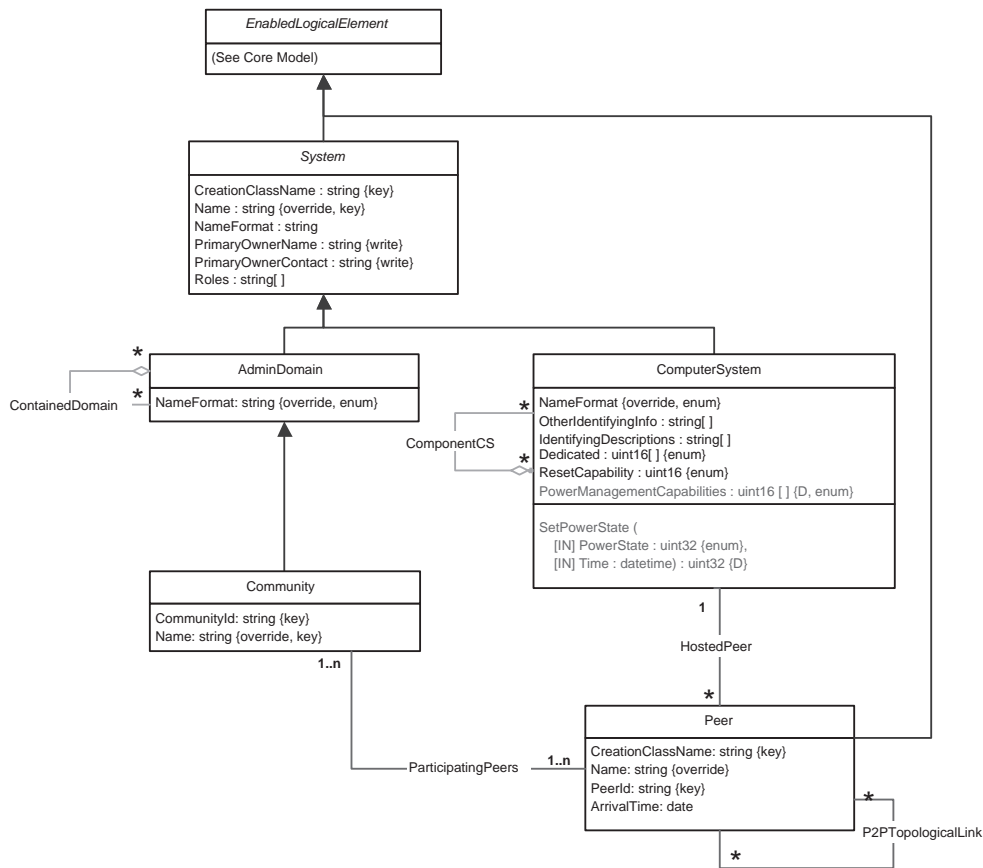 EnabledLogicalElement
(See Core Model)
System
CreationClassName : string {key}
Name : string {override, key}
NameFormat : string
PrimaryOwnerName : string {write}
PrimaryOwnerContact : string {write}
Roles : string[ ]
*
*
ContainedDomain
AdminDomain
NameFormat: string {override, enum}
ComputerSystem
NameFormat {override, enum}
OtherIdentifyingInfo : string[ ]
IdentifyingDescriptions : string[ ]
Dedicated : uint16[ ] {enum}
ResetCapability : uint16 {enum}
PowerManagementCapabilities : uint16 [ ] {D, enum}
SetPowerState (
[IN] PowerState : uint32 {enum},
[IN] Time : datetime) : uint32 {D}
*
ComponentCS
*
Community
CommunityId: string {key}
Name: string {override, key}
1..n
1
HostedPeer
*
ParticipatingPeers
1..n
Peer
CreationClassName: string {key}
Name: string {override}
PeerId: string {key}
ArrivalTime: date
*
P2PTopologicalLink
*